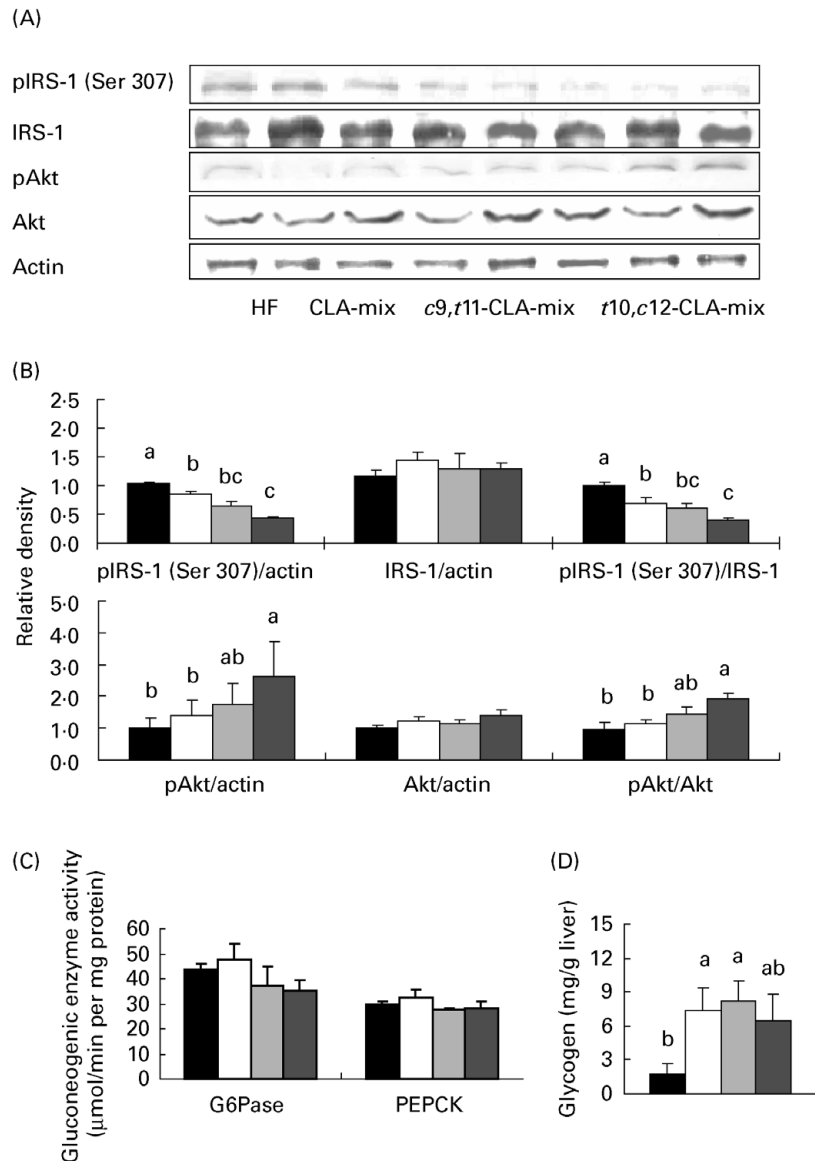 (A)
pIRS-1 (Ser 307)
IRS-1
pAkt
Akt
Actin
HF CLA-mix c9,t11-CLA-mix t10,c12-CLA-mix
(B)
Relative density
2·5
2·0
1·5
1·0
0·5
0·0
a b bc c
a b bc c
pIRS-1 (Ser 307)/actin IRS-1/actin pIRS-1 (Ser 307)/IRS-1
5·0
4·0
3·0
2·0
1·0
0·0
b b ab a
b b ab a
pAkt/actin Akt/actin pAkt/Akt
(C)
Gluconeogenic enzyme activity
(μmol/min per mg protein)
60
50
40
30
20
10
0
G6Pase PEPCK
(D)
Glycogen (mg/g liver)
15
12
9
6
3
0
b a a ab